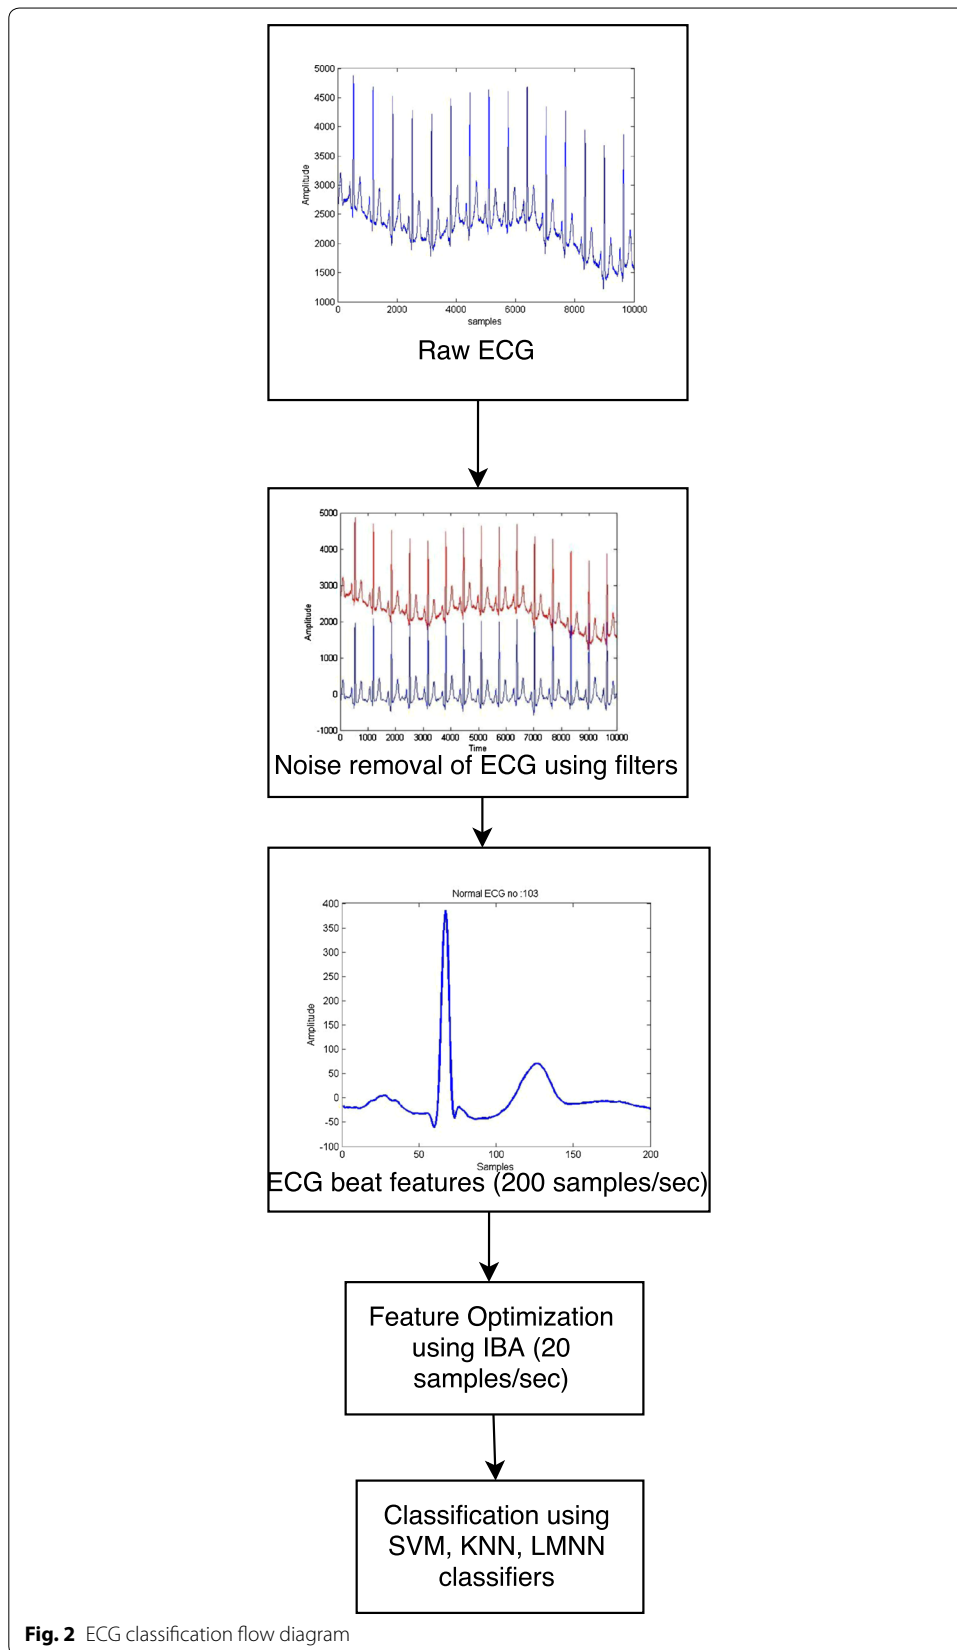 5000
4500
4000
3500
3000
2500
2000
1500
1000
Amplitude
0 2000 4000 6000 8000 10000
samples
Raw ECG
5000
4000
3000
2000
1000
0
-1000
Amplitude
0 1000 2000 3000 4000 5000 6000 7000 8000 9000 10000
Time
Noise removal of ECG using filters
Normal ECG no :103
400
350
300
250
200
150
100
50
0
-50
-100
Amplitude
0 50 100 150 200
Samples
ECG beat features (200 samples/sec)
Feature Optimization
using IBA (20
samples/sec)
Classification using
SVM, KNN, LMNN
classifiers
Fig. 2 ECG classification flow diagram